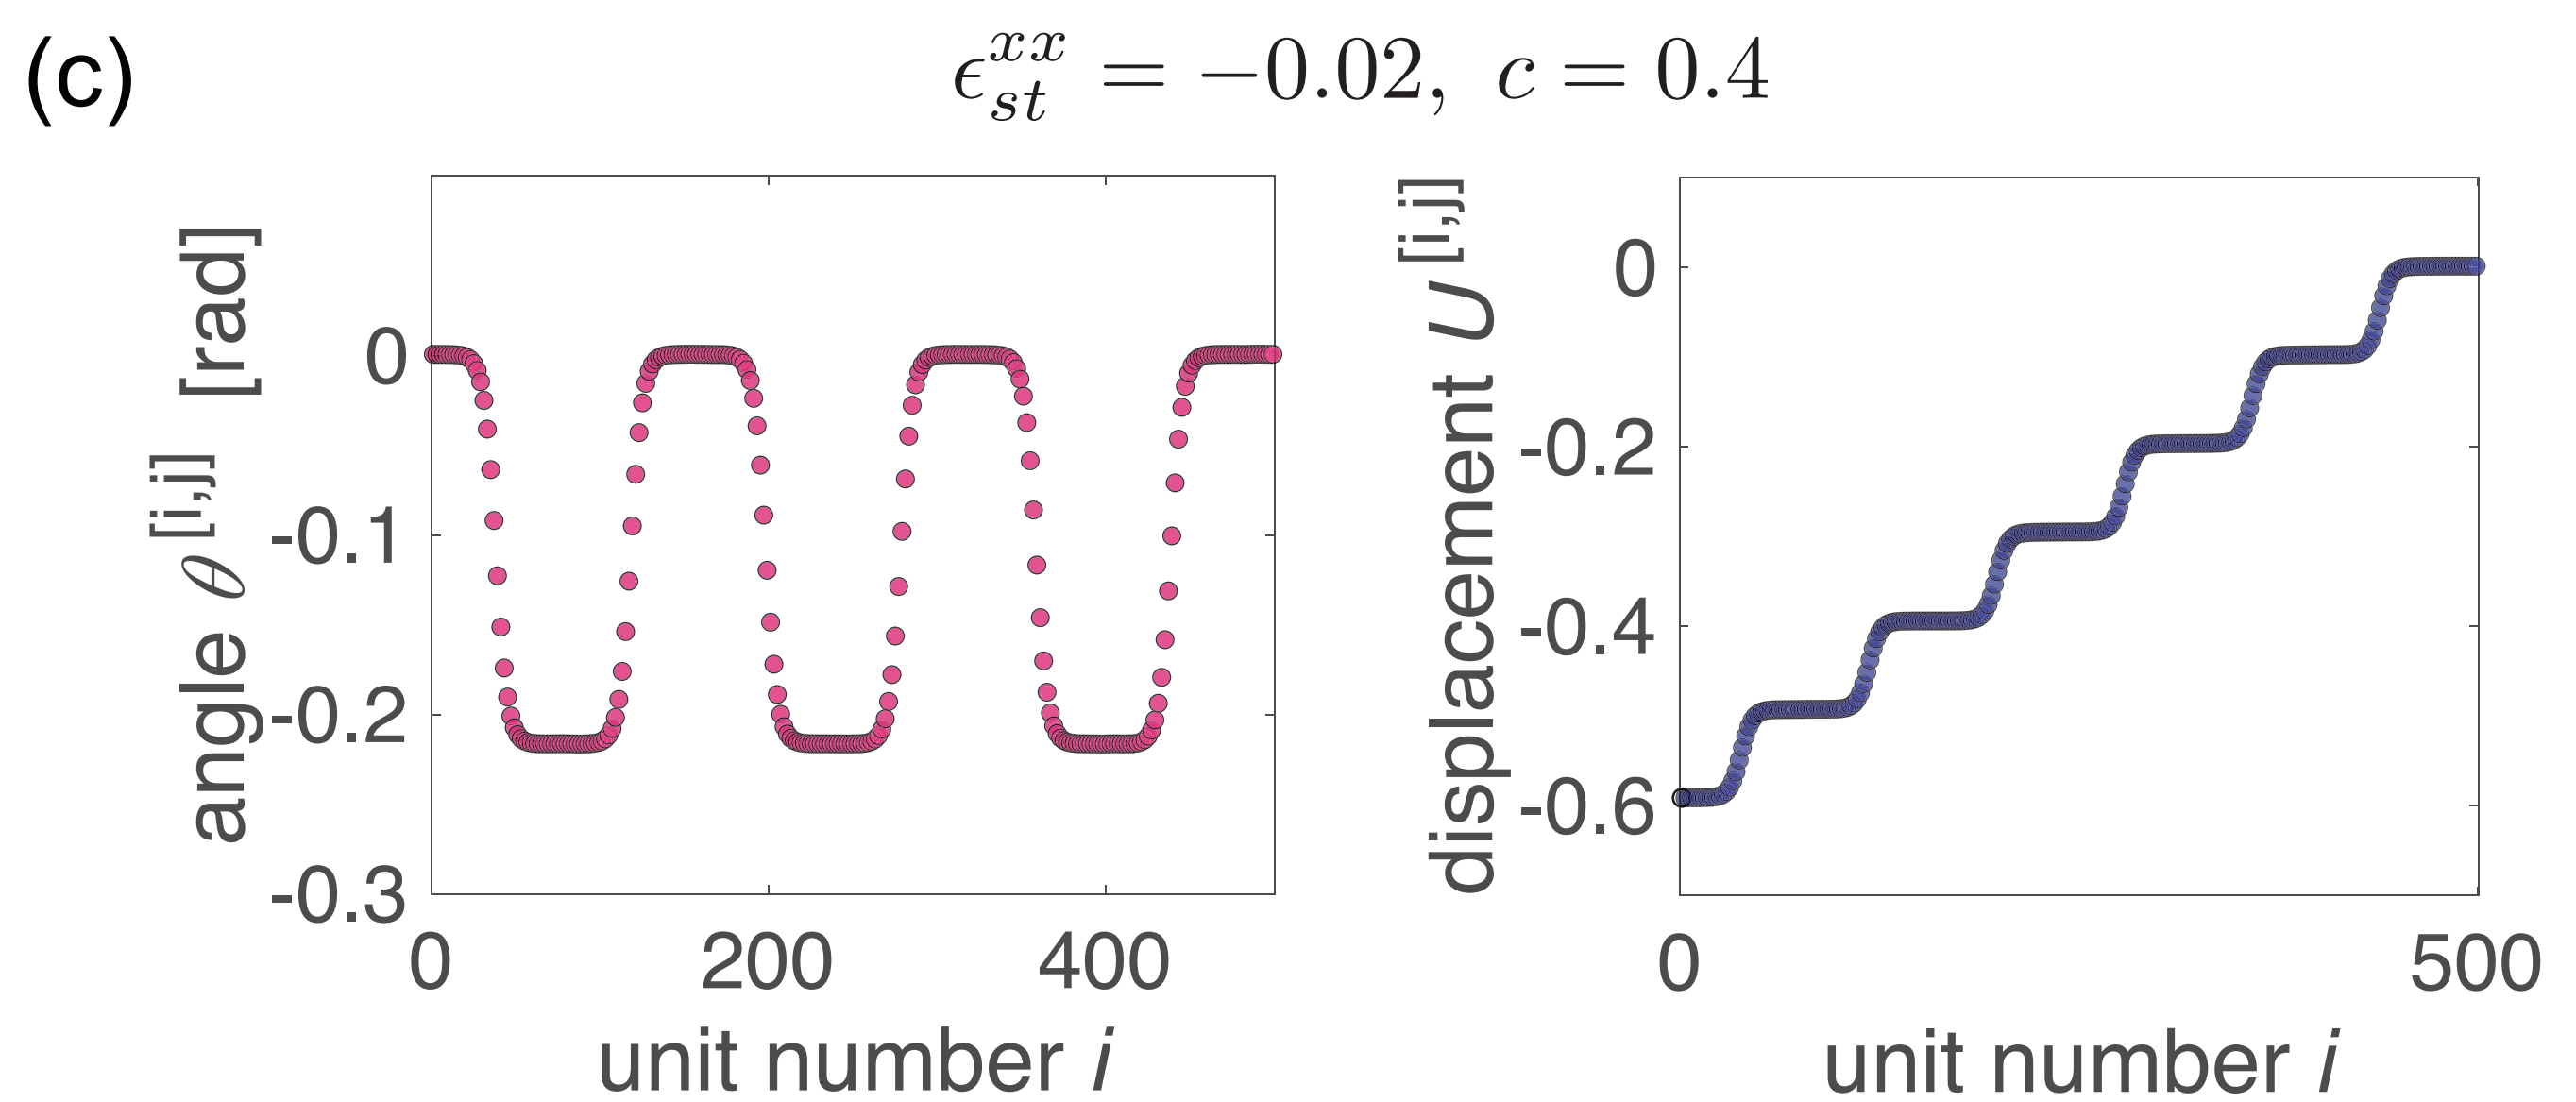 (c)
ϵ_{st}^{xx} = −0.02, c = 0.4
angle θ^{[i,j]} [rad]
0
-0.1
-0.2
-0.3
0 200 400
unit number i
displacement U^{[i,j]}
0
-0.2
-0.4
-0.6
0 500
unit number i